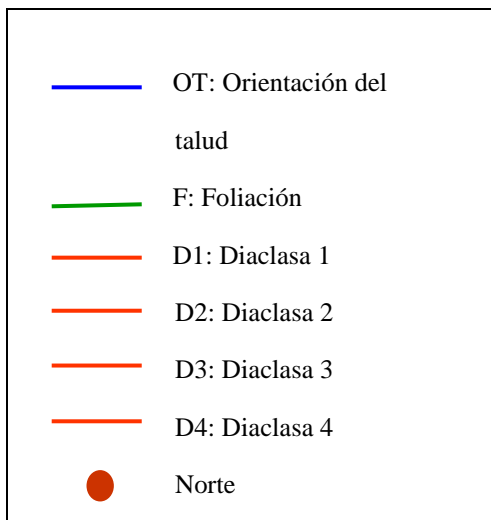 OT: Orientación del
talud
F: Foliación
D1: Diaclasa 1
D2: Diaclasa 2
D3: Diaclasa 3
D4: Diaclasa 4
Norte